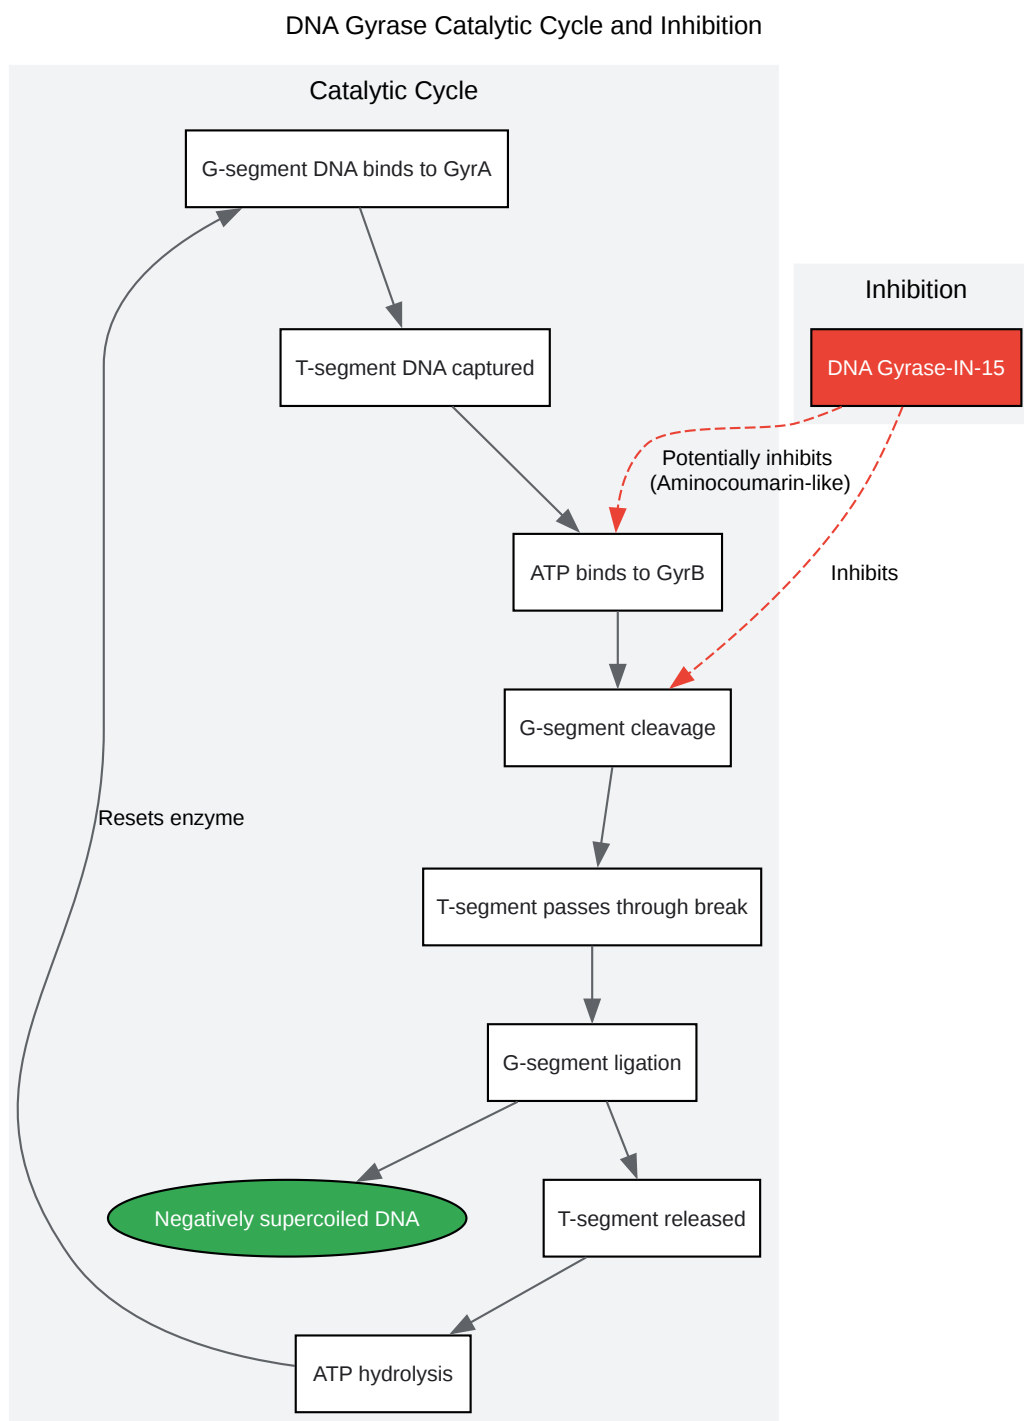 DNA Gyrase Catalytic Cycle and Inhibition
Catalytic Cycle
G-segment DNA binds to GyrA
Inhibition
T-segment DNA captured
DNA Gyrase-IN-15
Potentially inhibits
(Aminocoumarin-like)
ATP binds to GyrB
Inhibits
G-segment cleavage
Resets enzyme
T-segment passes through break
G-segment ligation
Negatively supercoiled DNA
T-segment released
ATP hydrolysis